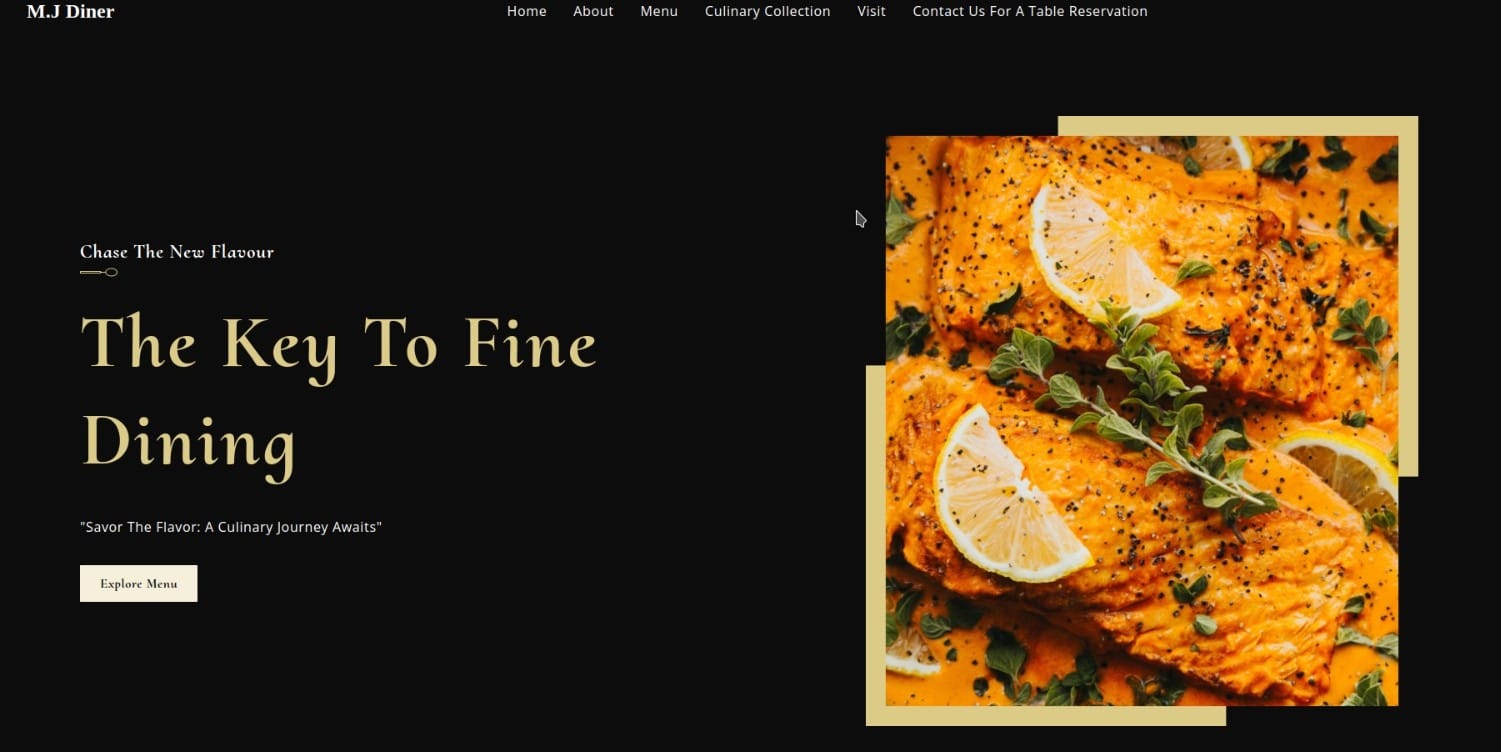 M.J Diner
Home About Menu Culinary Collection Visit Contact Us For A Table Reservation
Chase The New Flavour
The Key To Fine
Dining
"Savor The Flavor: A Culinary Journey Awaits"
Explore Menu